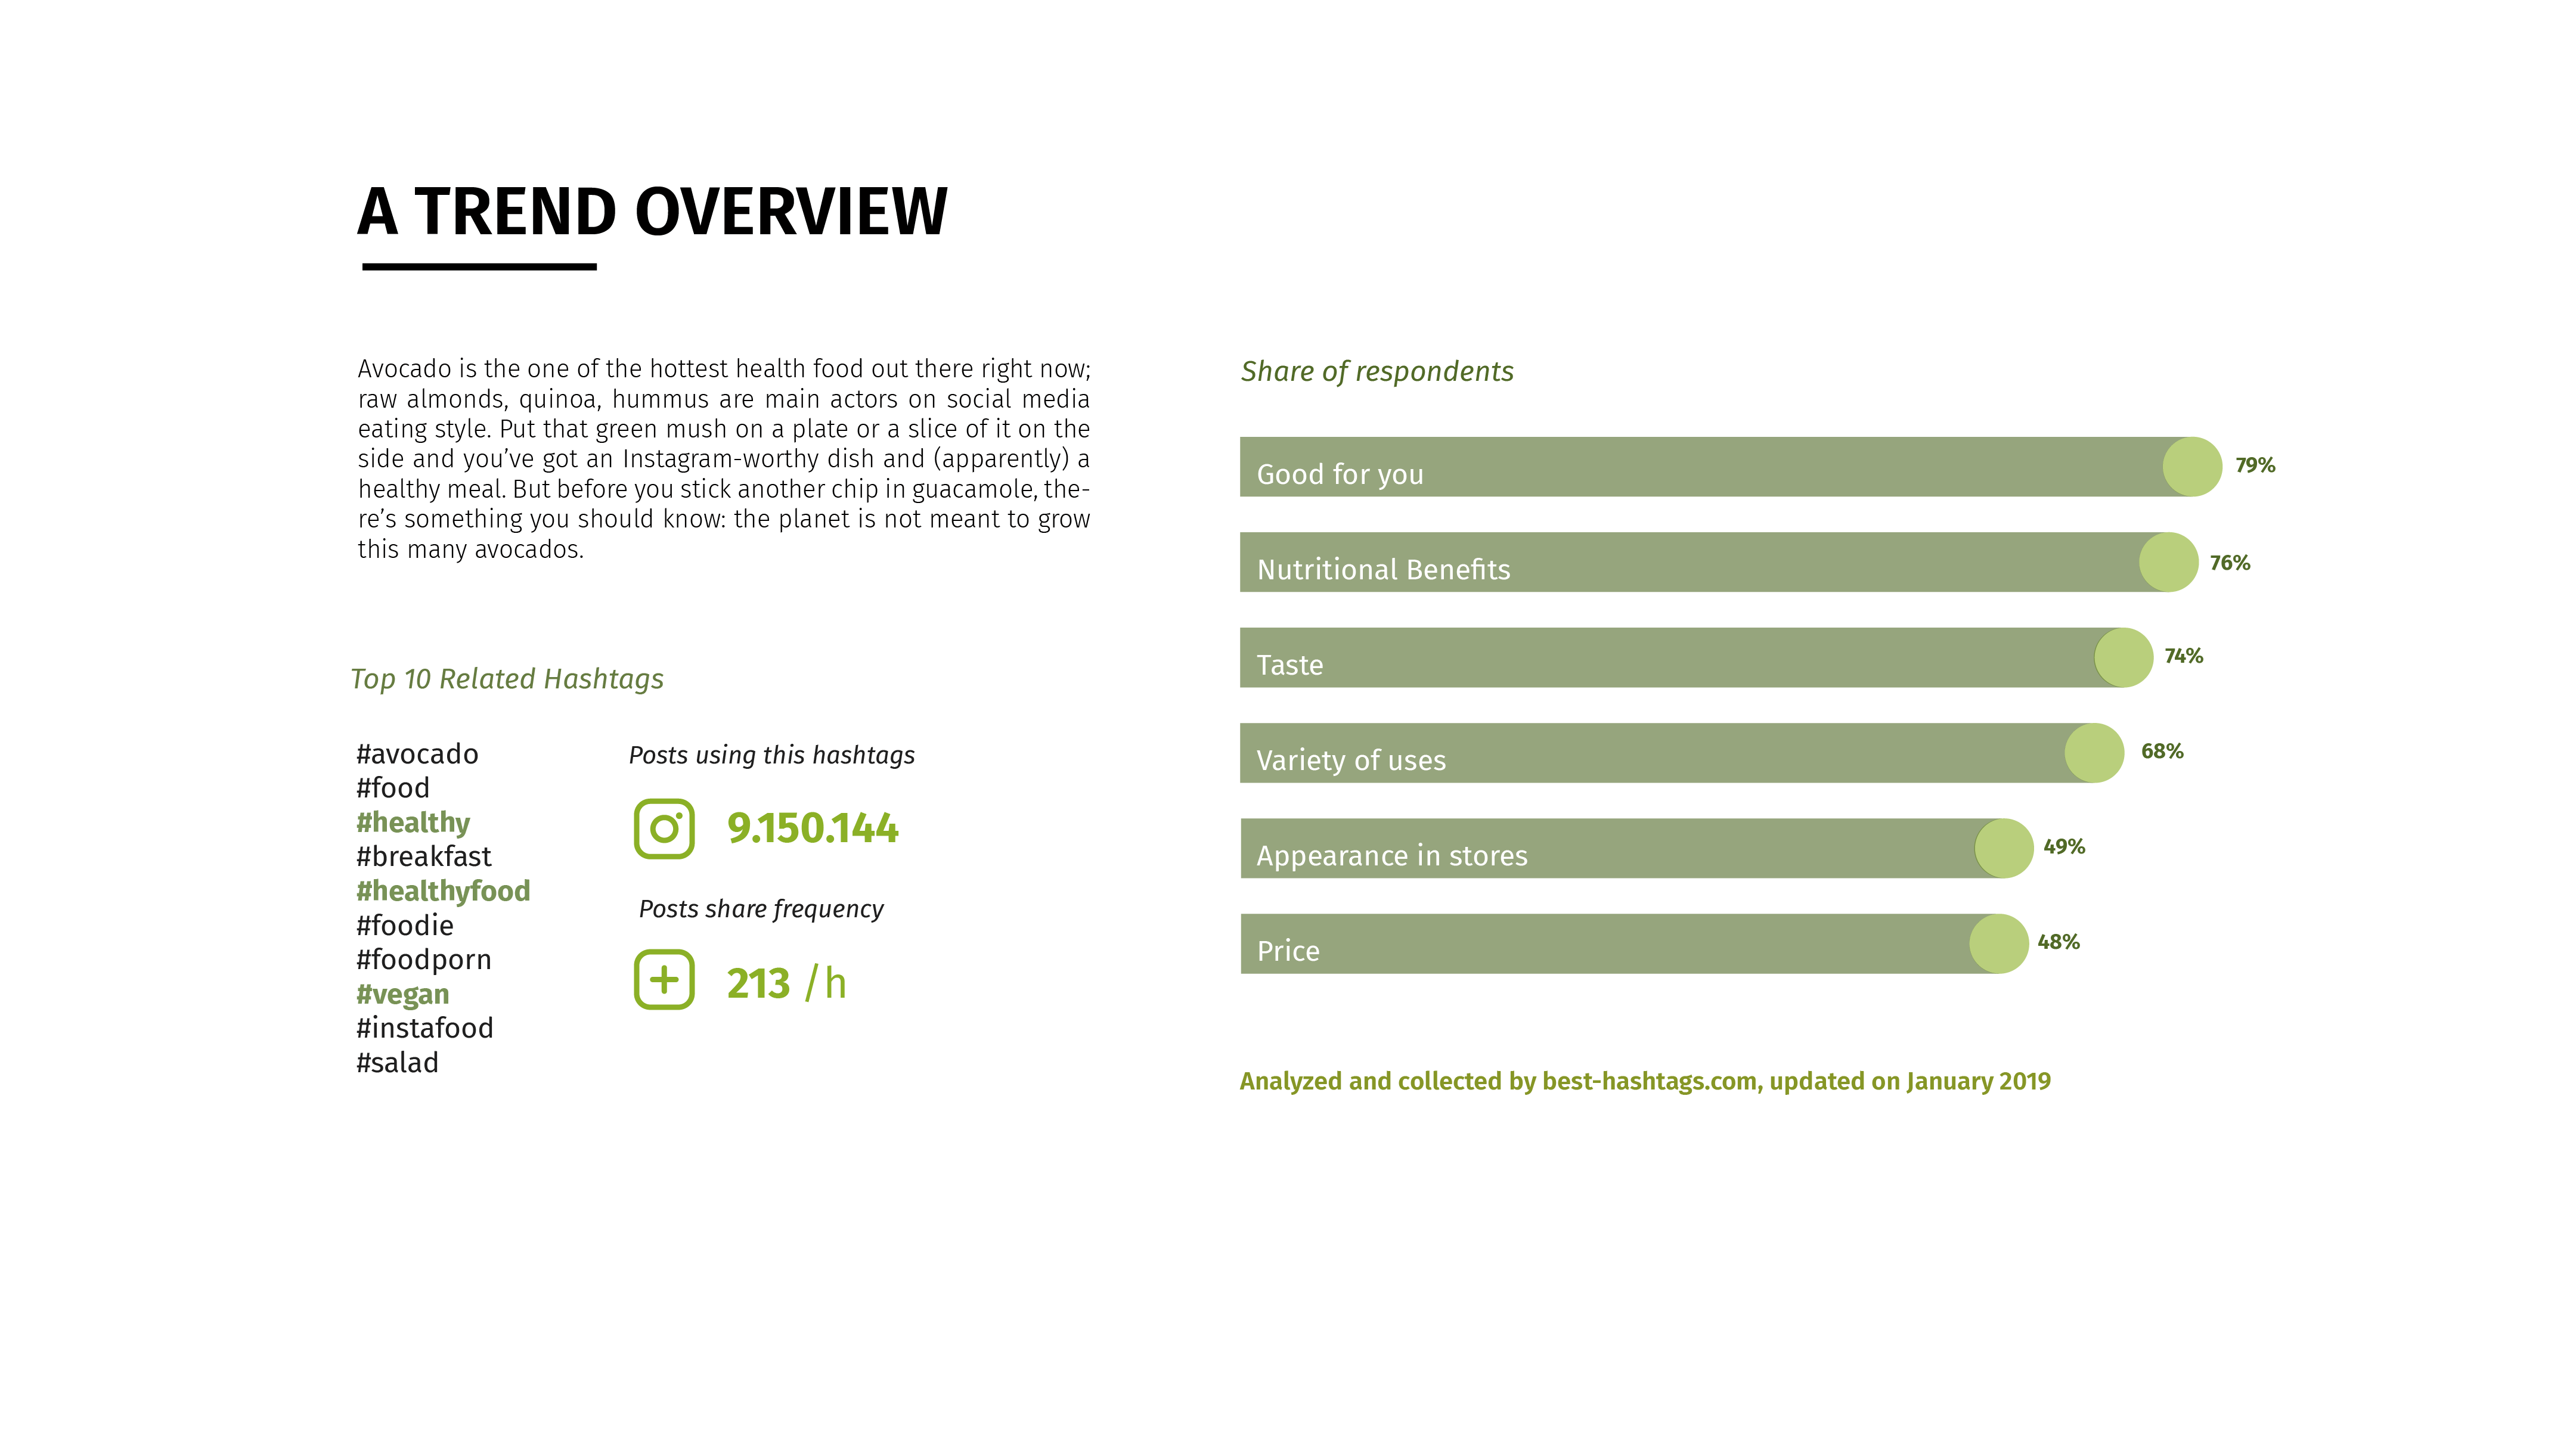 A TREND OVERVIEW
Avocado is the one of the hottest health food out there right now;
raw almonds, quinoa, hummus are main actors on social media
eating style. Put that green mush on a plate or a slice of it on the
side and you’ve got an Instagram-worthy dish and (apparently) a
healthy meal. But before you stick another chip in guacamole, the-
re’s something you should know: the planet is not meant to grow
this many avocados.
Top 10 Related Hashtags
#avocado
#food
#healthy
#breakfast
#healthyfood
#foodie
#foodporn
#vegan
#instafood
#salad
Posts using this hashtags
9.150.144
Posts share frequency
213 /h
Share of respondents
Good for you 79%
Nutritional Benefits 76%
Taste 74%
Variety of uses 68%
Appearance in stores 49%
Price 48%
Analyzed and collected by best-hashtags.com, updated on January 2019